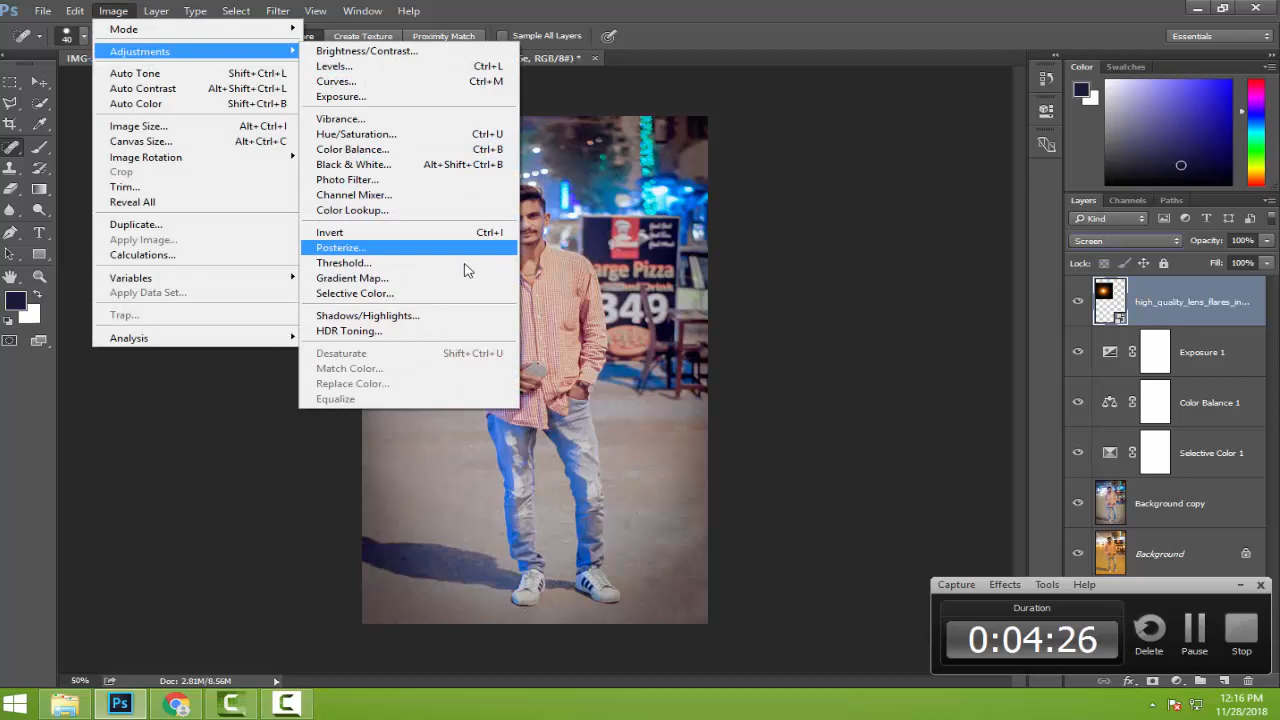 Ps File Edit Image Layer Type Select Filter View Window Help
40 Create Texture Proximity Match Sample All Layers Essentials
IMG- RGB/8#) *
Mode
Adjustments
Auto Tone Shift+Ctrl+L
Auto Contrast Alt+Shift+Ctrl+L
Auto Color Shift+Ctrl+B
Image Size... Alt+Ctrl+I
Canvas Size... Alt+Ctrl+C
Image Rotation
Crop
Trim...
Reveal All
Duplicate...
Apply Image...
Calculations...
Variables
Apply Data Set...
Trap...
Analysis
Brightness/Contrast...
Levels... Ctrl+L
Curves... Ctrl+M
Exposure...
Vibrance...
Hue/Saturation... Ctrl+U
Color Balance... Ctrl+B
Black & White... Alt+Shift+Ctrl+B
Photo Filter...
Channel Mixer...
Color Lookup...
Invert Ctrl+I
Posterize...
Threshold...
Gradient Map...
Selective Color...
Shadows/Highlights...
HDR Toning...
Desaturate Shift+Ctrl+U
Match Color...
Replace Color...
Equalize
arge Pizza
349
Color Swatches
Layers Channels Paths
Kind
Screen Opacity: 100%
Lock: Fill: 100%
high_quality_lens_flares_in...
Exposure 1
Color Balance 1
Selective Color 1
Background copy
Background
Capture Effects Tools Help
Duration
0:04:26
Delete Pause Stop
50% Doc: 2.81M/8.56M
Ps
12:16 PM
11/28/2018